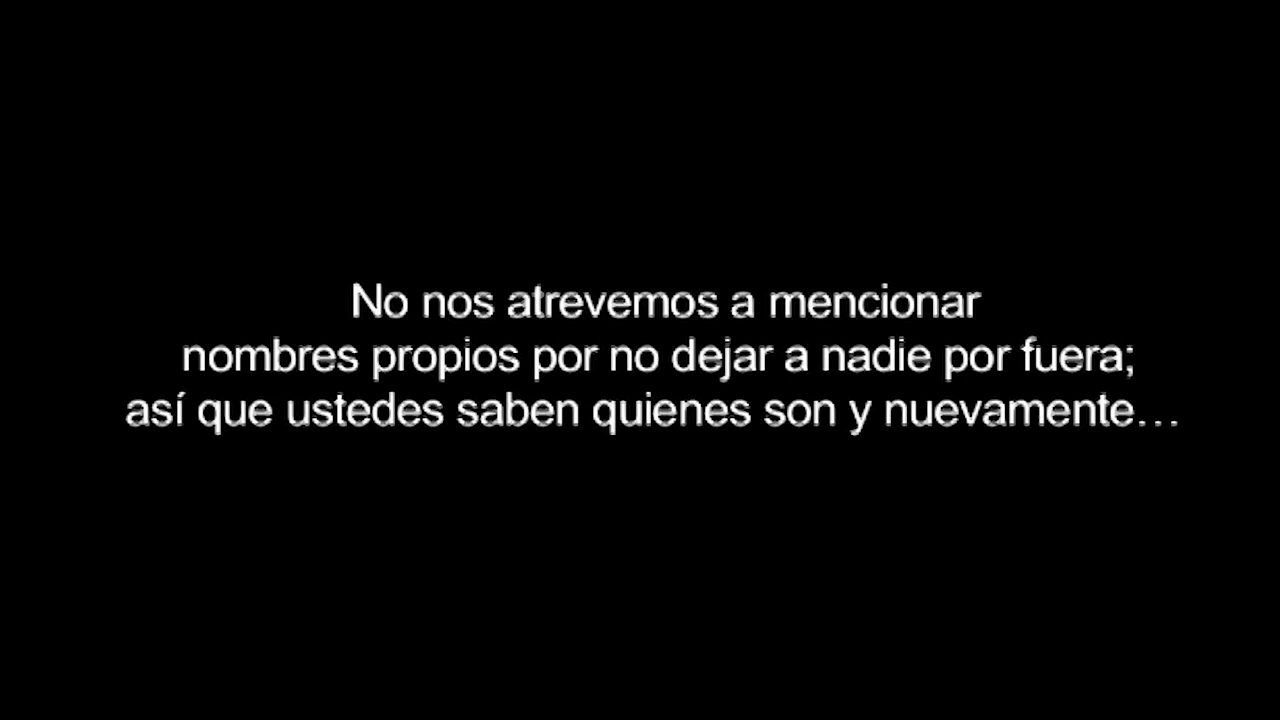 No nos atrevemos a mencionar
nombres propios por no dejar a nadie por fuera;
así que ustedes saben quienes son y nuevamente…